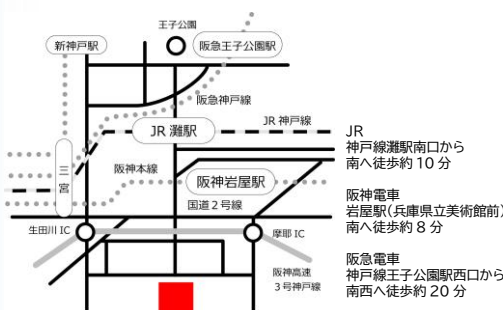 王子公園
新神戸駅
阪急王子公園駅
阪急神戸線
JR 灘駅
JR 神戸線
三宮
阪神本線
阪神岩屋駅
国道2号線
生田川 IC
摩耶 IC
阪神高速
3号神戸線
JR
神戸線灘駅南口から
南へ徒歩約 10 分
阪神電車
岩屋駅(兵庫県立美術館前)
南へ徒歩約 8 分
阪急電車
神戸線王子公園駅西口から
南西へ徒歩約 20 分